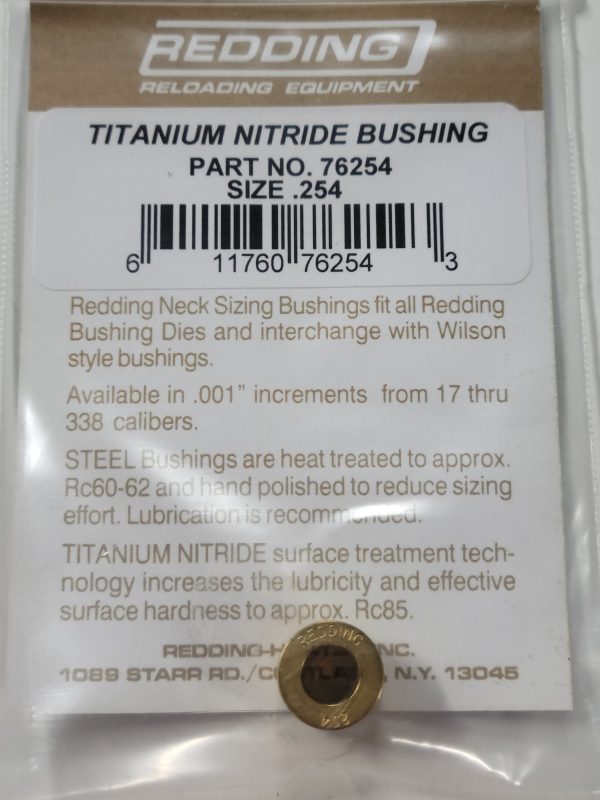 REDDING
RELOADING EQUIPMENT
TITANIUM NITRIDE BUSHING
PART NO. 76254
SIZE .254
6 11760 76254 3
Redding Neck Sizing Bushings fit all Redding
Bushing Dies and interchange with Wilson
style bushings.
Available in .001" increments from 17 thru
338 calibers.
STEEL Bushings are heat treated to approx.
Rc60-62 and hand polished to reduce sizing
effort. Lubrication is recommended.
TITANIUM NITRIDE surface treatment tech-
nology increases the lubricity and effective
surface hardness to approx. Rc85.
INC.
1089 STARR RD./ N.Y. 13045
REDDING
254